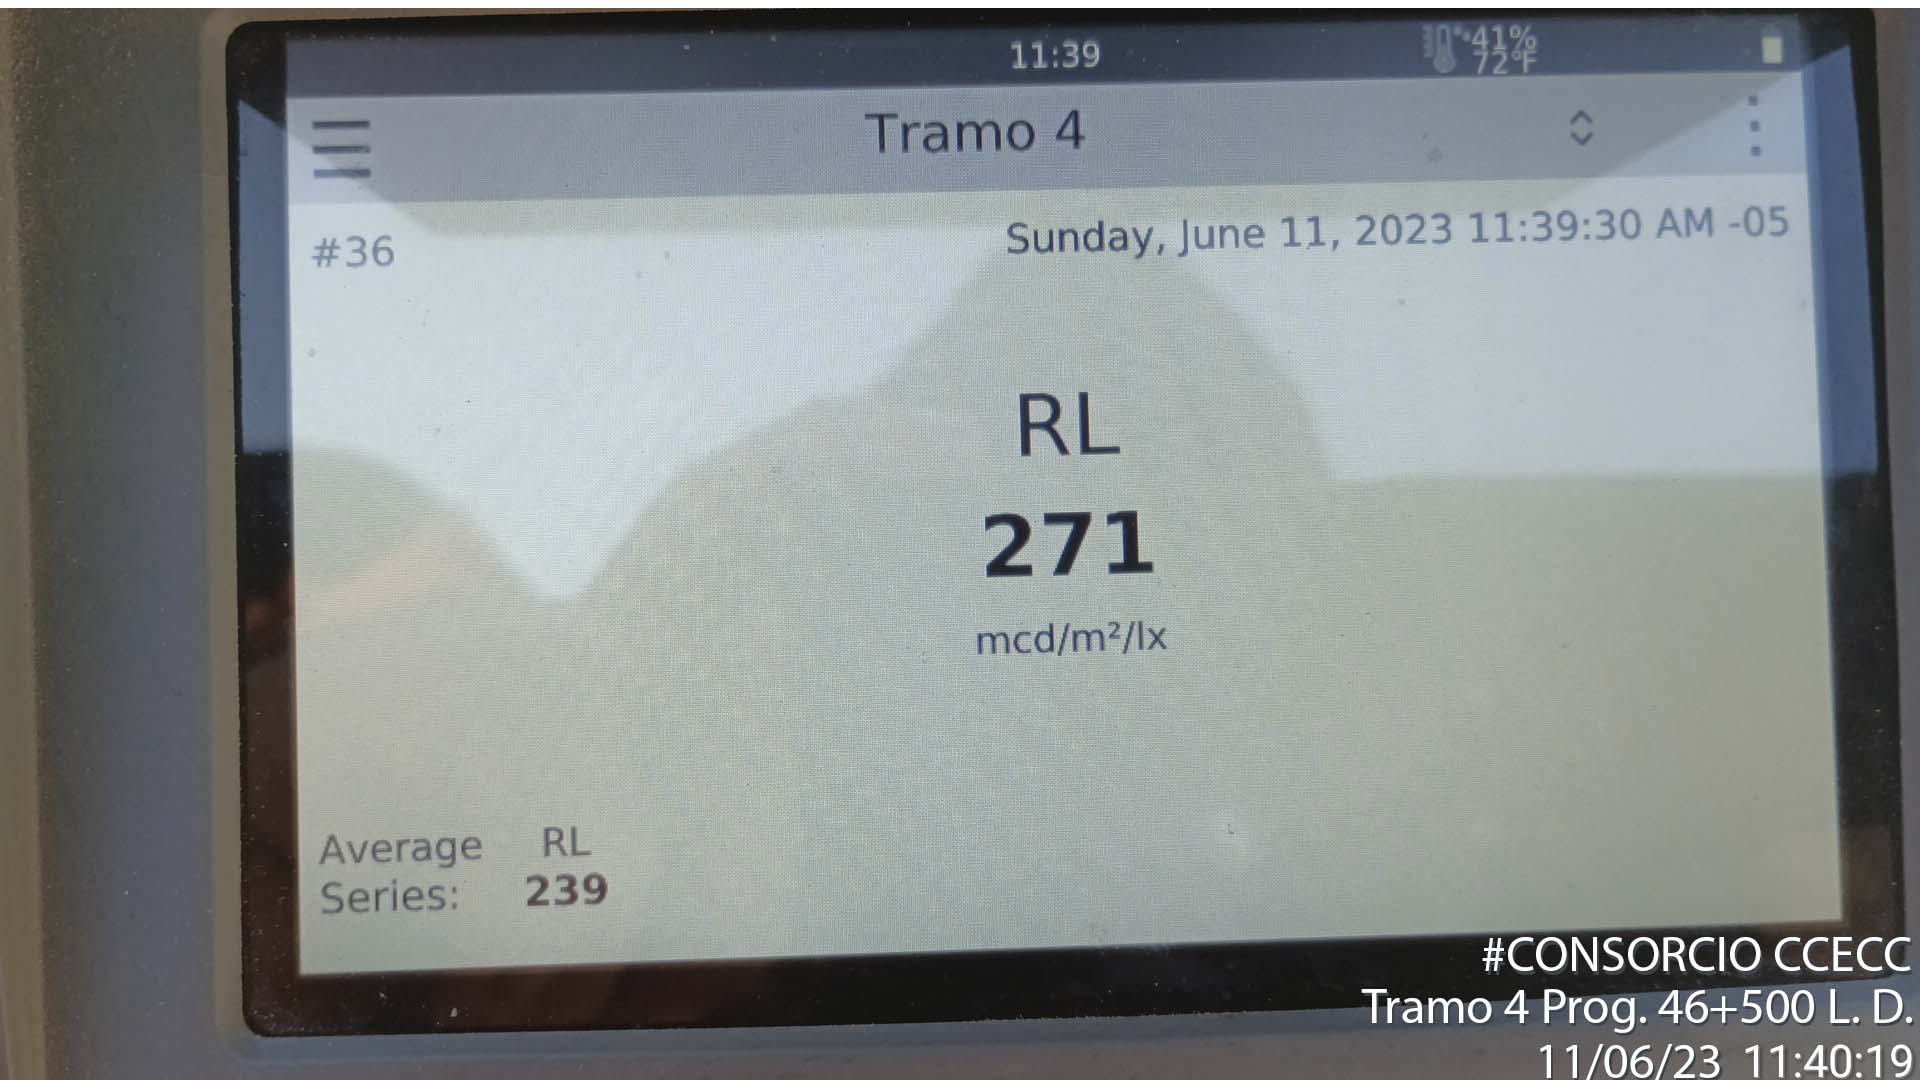 11:39
41%
72°F
Tramo 4
#36
Sunday, June 11, 2023 11:39:30 AM -05
RL
271
mcd/m²/lx
Average RL
Series: 239
#CONSORCIO CCECC
Tramo 4 Prog. 46+500 L. D.
11/06/23 11:40:19